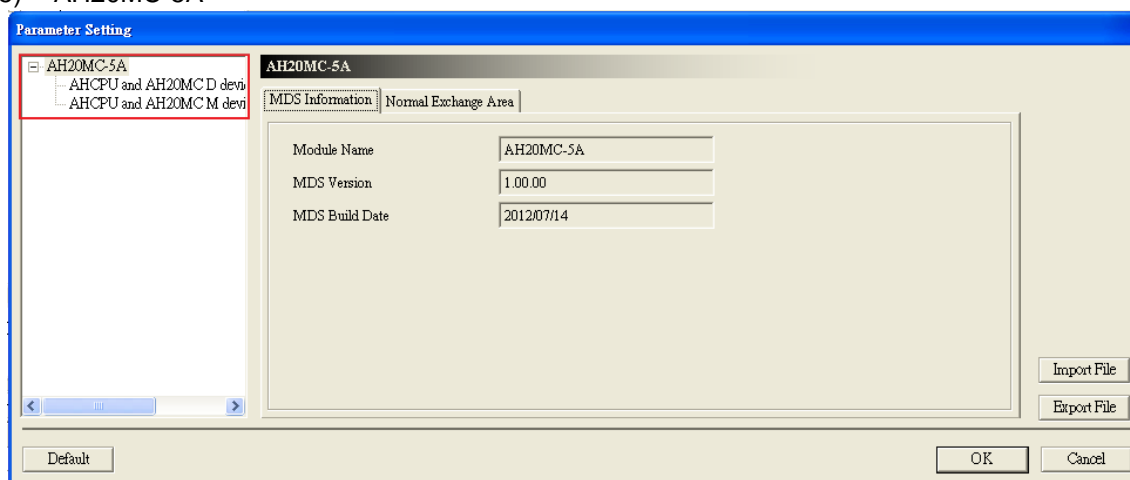 AH20MC-5A
Parameter Setting
AH20MC-5A
AHCPU and AH20MC D devi
AHCPU and AH20MC M devi
AH20MC-5A
MDS Information
Normal Exchange Area
Module Name
AH20MC-5A
MDS Version
1.00.00
MDS Build Date
2012/07/14
Import File
Export File
Default
OK
Cancel